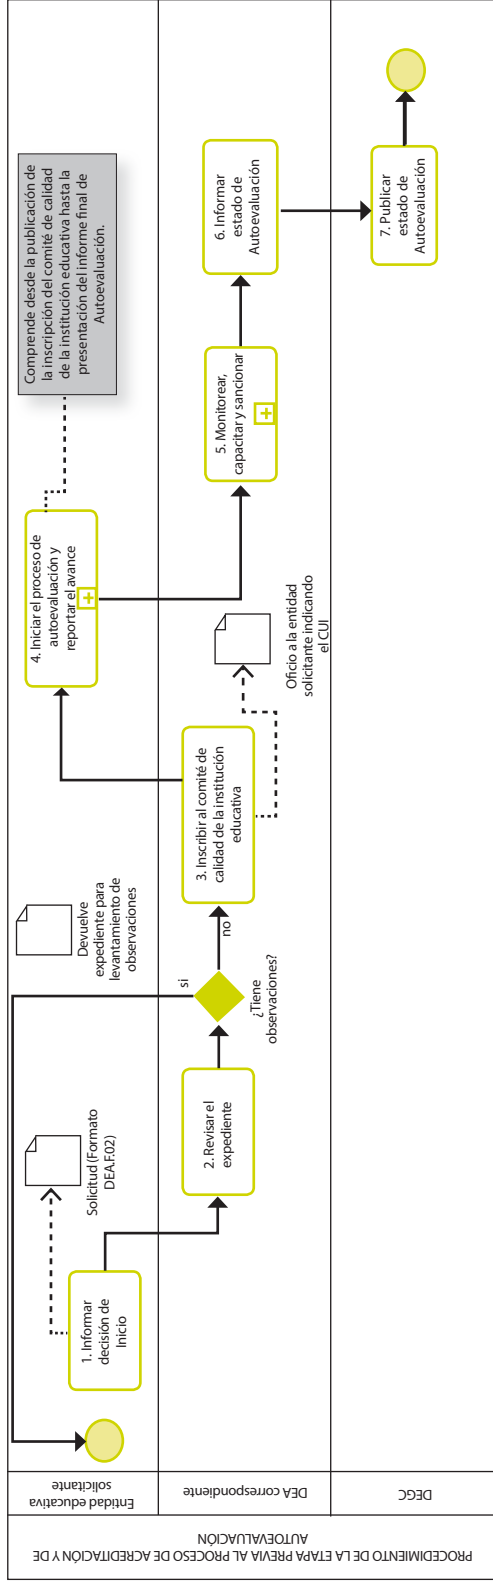 PROCEDIMIENTO DE LA ETAPA PREVIA AL PROCESO DE ACREDITACIÓN Y DE
AUTOEVALUACIÓN
Entidad educativa
solicitante
DEA correspondiente
DEGC
1. Informar
decisión de
Inicio
Solicitud (Formato
DEA.F.02)
2. Revisar el
expediente
¿Tiene
observaciones?
si
no
Devuelve
expediente para
levantamiento de
observaciones
3. Inscribir al comité de
calidad de la institución
educativa
Oficio a la entidad
solicitante indicando
el CUI
4. Iniciar el proceso de
autoevaluación y
reportar el avance
Comprende desde la publicación de
la inscripción del comité de calidad
de la institución educativa hasta la
presentación del informe final de
Autoevaluación.
5. Monitorear,
capacitar y sancionar
6. Informar
estado de
Autoevaluación
7. Publicar
estado de
Autoevaluación